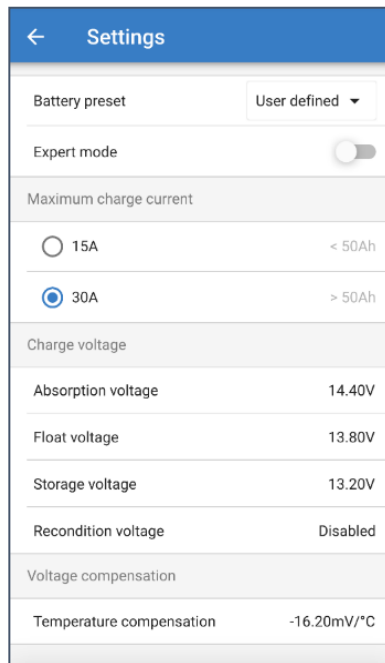 Settings
Battery preset User defined
Expert mode
Maximum charge current
15A < 50Ah
30A > 50Ah
Charge voltage
Absorption voltage 14.40V
Float voltage 13.80V
Storage voltage 13.20V
Recondition voltage Disabled
Voltage compensation
Temperature compensation -16.20mV/°C